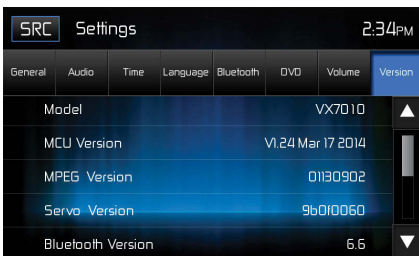 SRC Settings 2:34PM
General Audio Time Language Bluetooth DVD Volume Version
Model VX7010
MCU Version V1.24 Mar 17 2014
MPEG Version 01130902
Servo Version 9b0f0060
Bluetooth Version 6.6